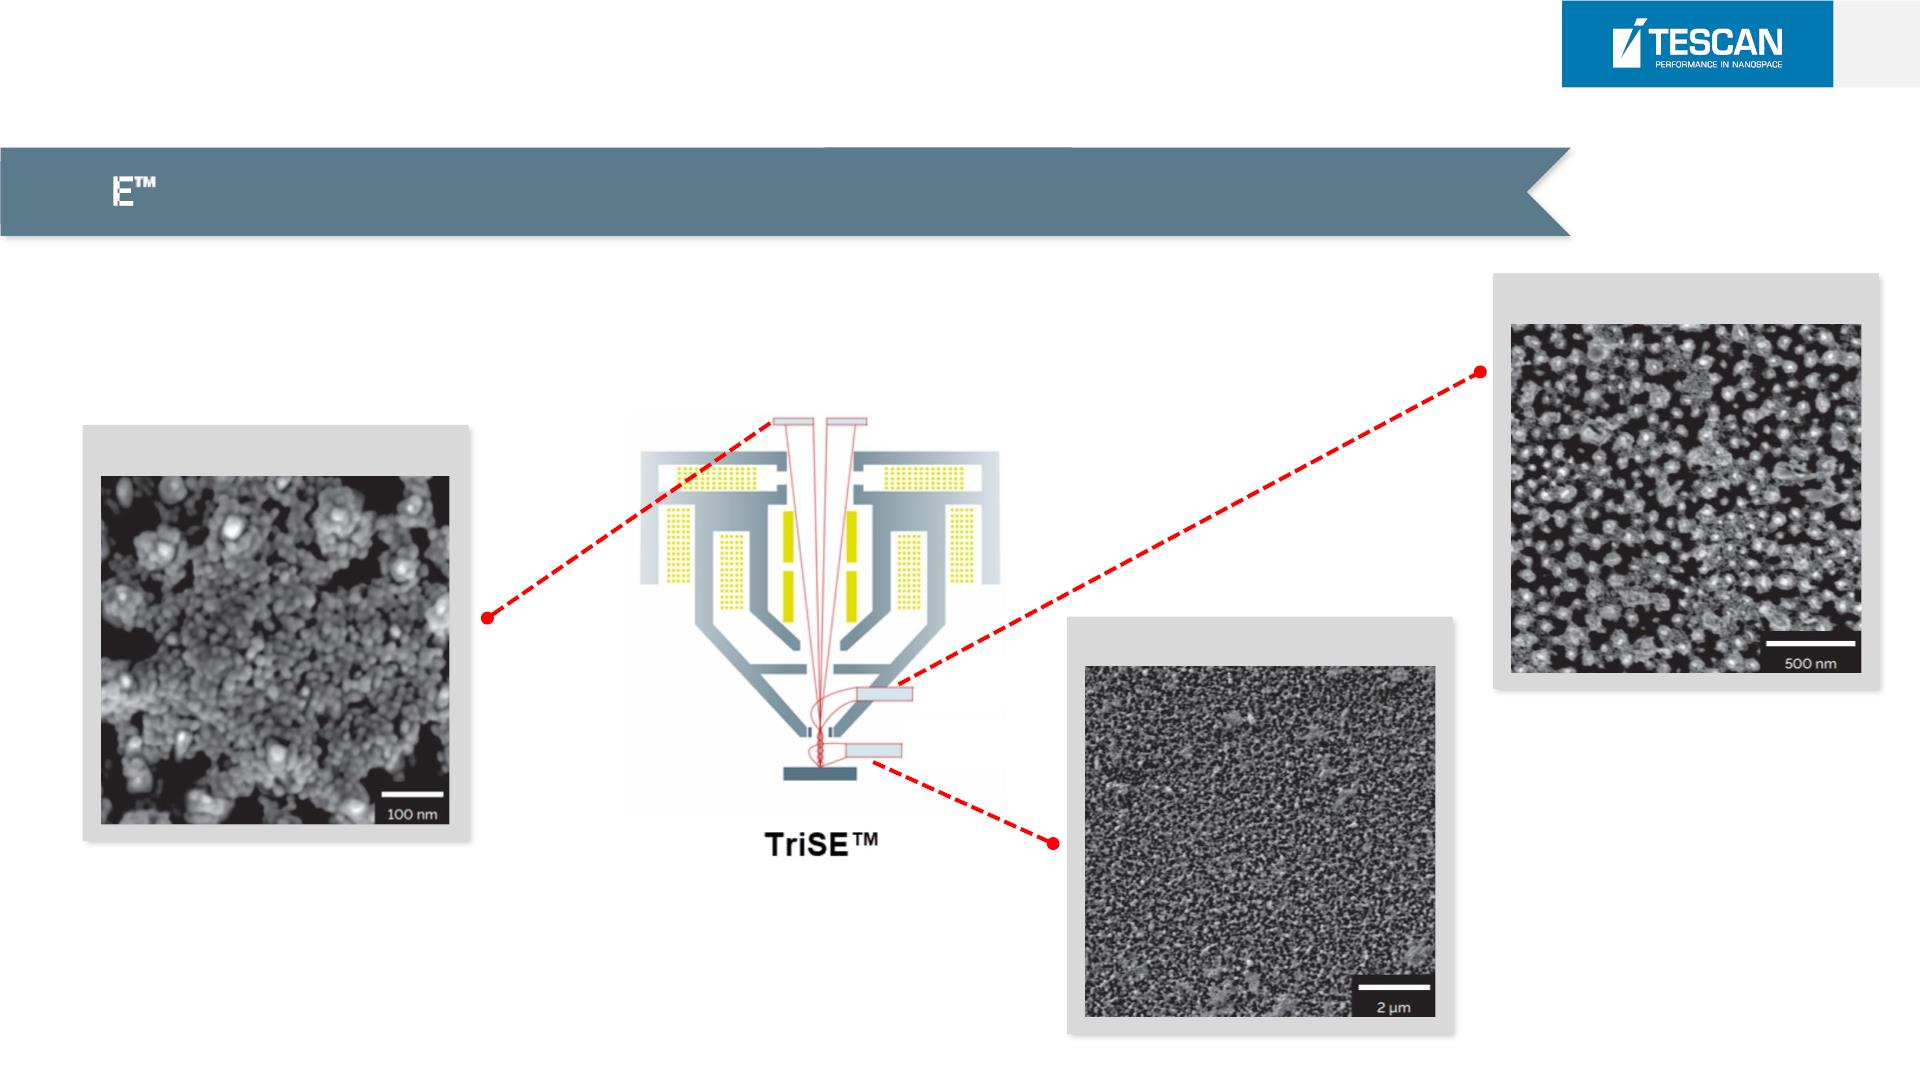 TESCAN
PERFORMANCE IN NANOSPACE
E™
500 nm
100 nm
TriSE™
2 µm